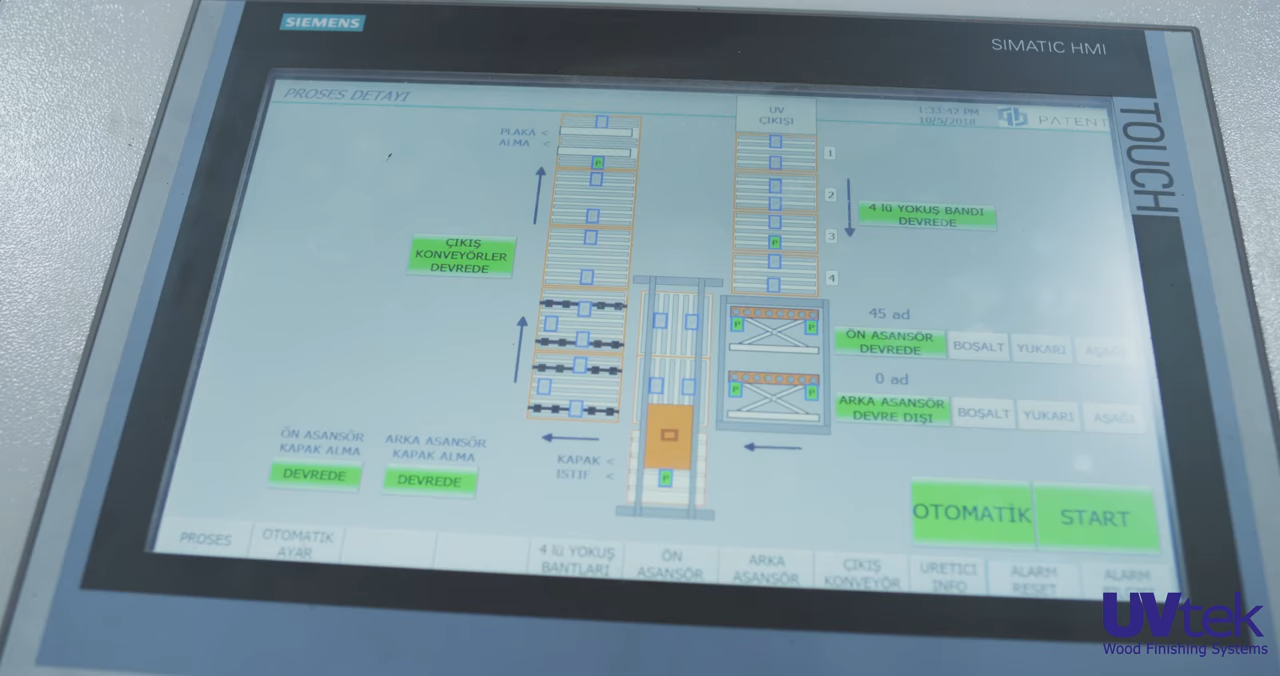 SIEMENS
SIMATIC HMI
TOUCH
PROSES DETAYI
1:33:47 PM
10/5/2018
PATENT
UV
ÇIKIŞI
PLAKA <
ALMA <
1
2
3
4
4 lü YOKUŞ BANDI
DEVREDE
ÇIKIŞ
KONVEYÖRLER
DEVREDE
P
P
45 ad
ÖN ASANSÖR
DEVREDE
BOŞALT
YUKARI
AŞAĞI
P
P
0 ad
ARKA ASANSÖR
DEVRE DIŞI
BOŞALT
YUKARI
AŞAĞI
P
P
ÖN ASANSÖR
KAPAK ALMA
DEVREDE
ARKA ASANSÖR
KAPAK ALMA
DEVREDE
KAPAK <
ISTIF <
P
OTOMATİK
START
PROSES
OTOMATIK
AYAR
4 lü YOKUŞ
BANTLARI
ÖN
ASANSÖR
ARKA
ASANSÖR
ÇIKIŞ
KONVEYÖR
URETICI
INFO
ALARM
RESET
ALARM
UVtek
Wood Finishing Systems